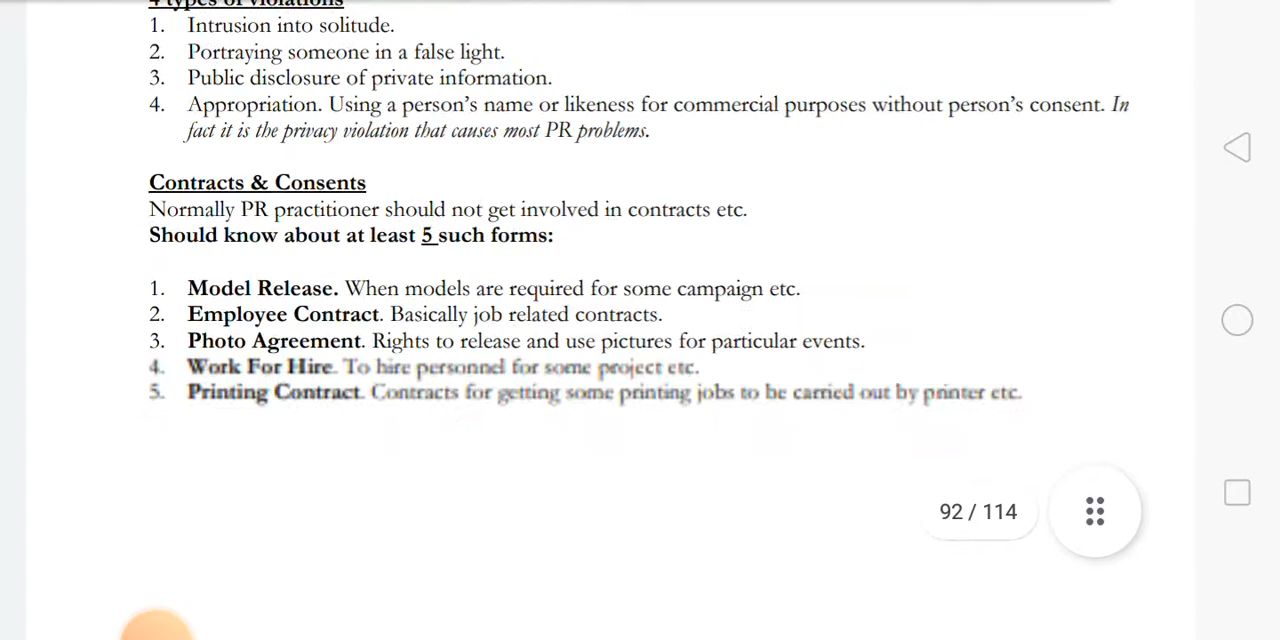 4 types of violations
1. Intrusion into solitude.
2. Portraying someone in a false light.
3. Public disclosure of private information.
4. Appropriation. Using a person's name or likeness for commercial purposes without person's consent. In
fact it is the privacy violation that causes most PR problems.
Contracts & Consents
Normally PR practitioner should not get involved in contracts etc.
Should know about at least 5 such forms:
1. Model Release. When models are required for some campaign etc.
2. Employee Contract. Basically job related contracts.
3. Photo Agreement. Rights to release and use pictures for particular events.
4. Work For Hire. To hire personnel for some project etc.
5. Printing Contract. Contracts for getting some printing jobs to be carried out by printer etc.
92 / 114